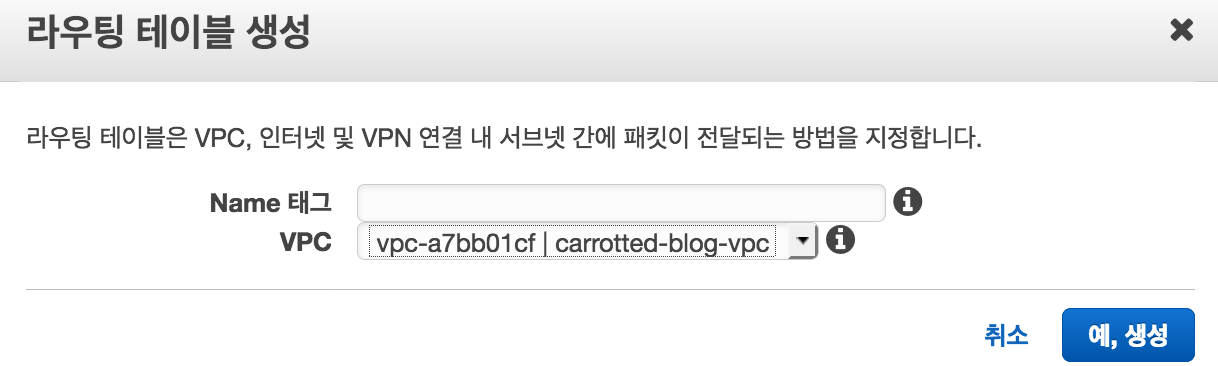 라우팅 테이블 생성
라우팅 테이블은 VPC, 인터넷 및 VPN 연결 내 서브넷 간에 패킷이 전달되는 방법을 지정합니다.
Name 태그
VPC vpc-a7bb01cf | carrotted-blog-vpc
취소 예, 생성